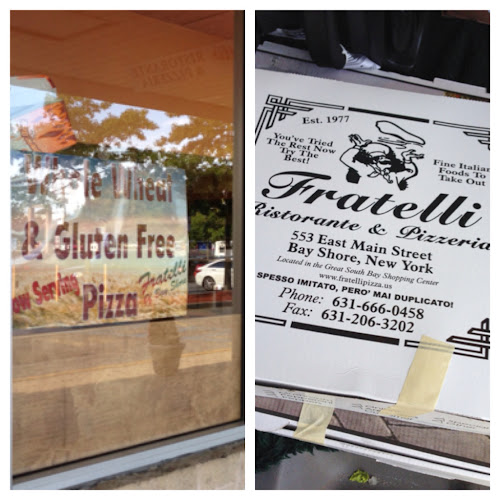 RISTORANTE
& PIZZERIA
Whole Wheat
& Gluten Free
Now Serving
Pizza
Fratelli
Est. 1977
You've Tried
The Rest Now
Try The
Best!
Fine Italian
Foods To
Take Out
Fratelli
Ristorante & Pizzeria
553 East Main Street
Bay Shore, New York
Located in the Great South Bay Shopping Center
www.fratellipizza.us
SPESSO IMITATO, PERO' MAI DUPLICATO!
Phone: 631-666-0458
Fax: 631-206-3202